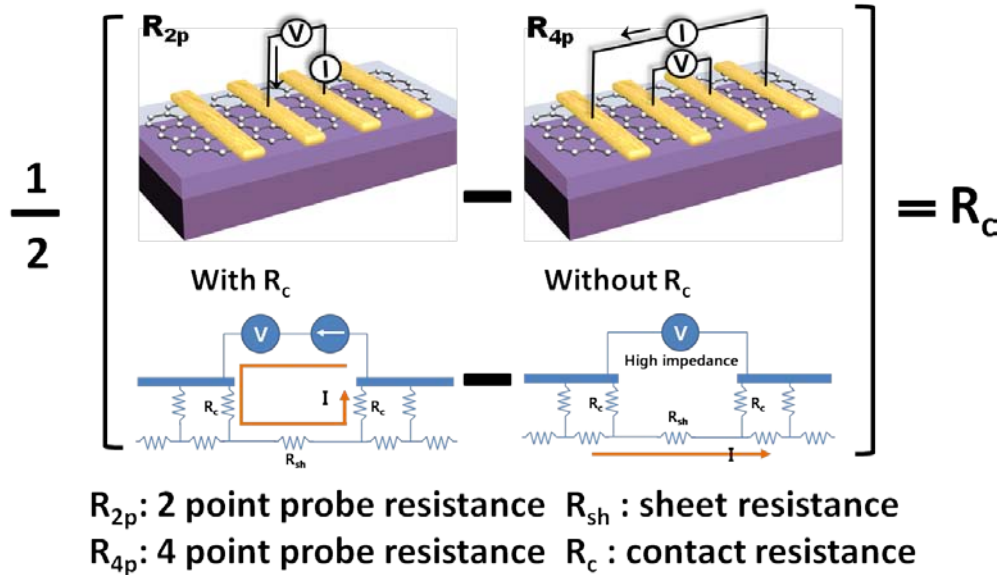 R2p V I
R4p I V
1
2
= Rc
With Rc
Without Rc
V
V
High impedance
Rc I Rc
Rc Rc
Rsh
Rsh
I
R2p: 2 point probe resistance Rsh : sheet resistance
R4p: 4 point probe resistance Rc : contact resistance